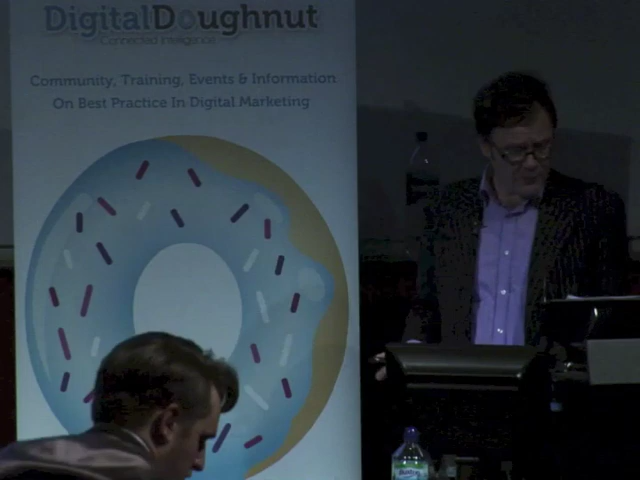 DigitalDoughnut
Connected Intelligence
Community, Training, Events & Information
On Best Practice In Digital Marketing